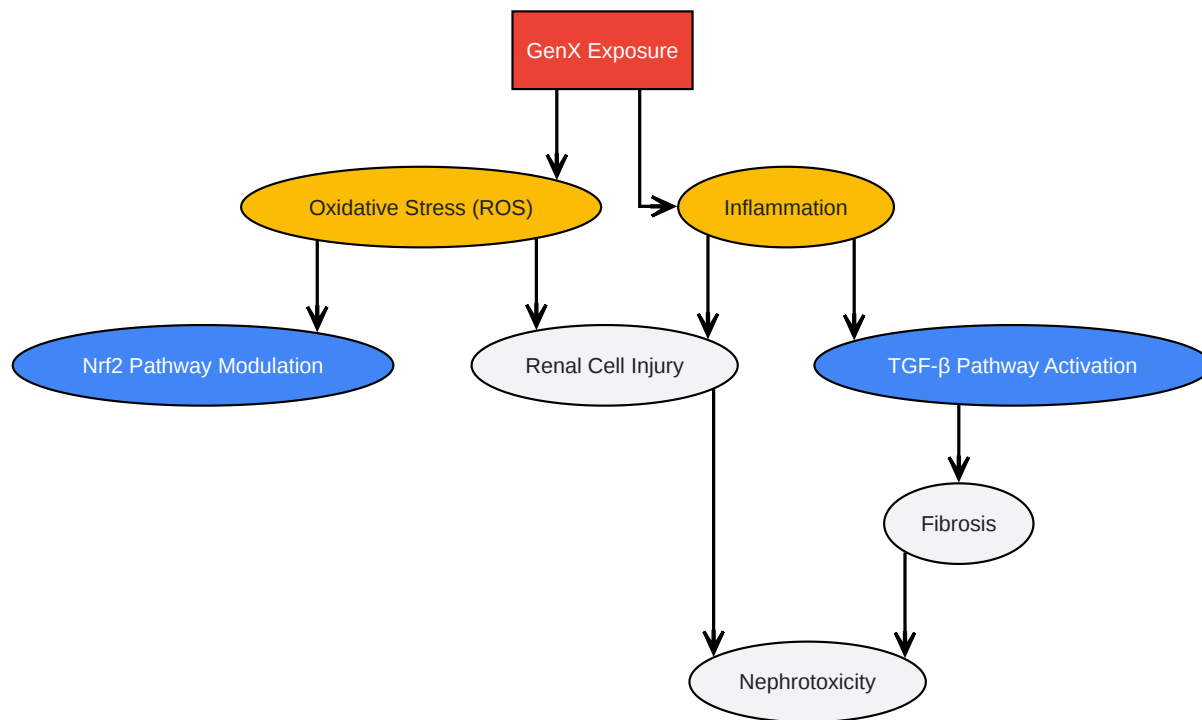 GenX Exposure
Oxidative Stress (ROS)
Inflammation
Nrf2 Pathway Modulation
Renal Cell Injury
TGF-β Pathway Activation
Fibrosis
Nephrotoxicity